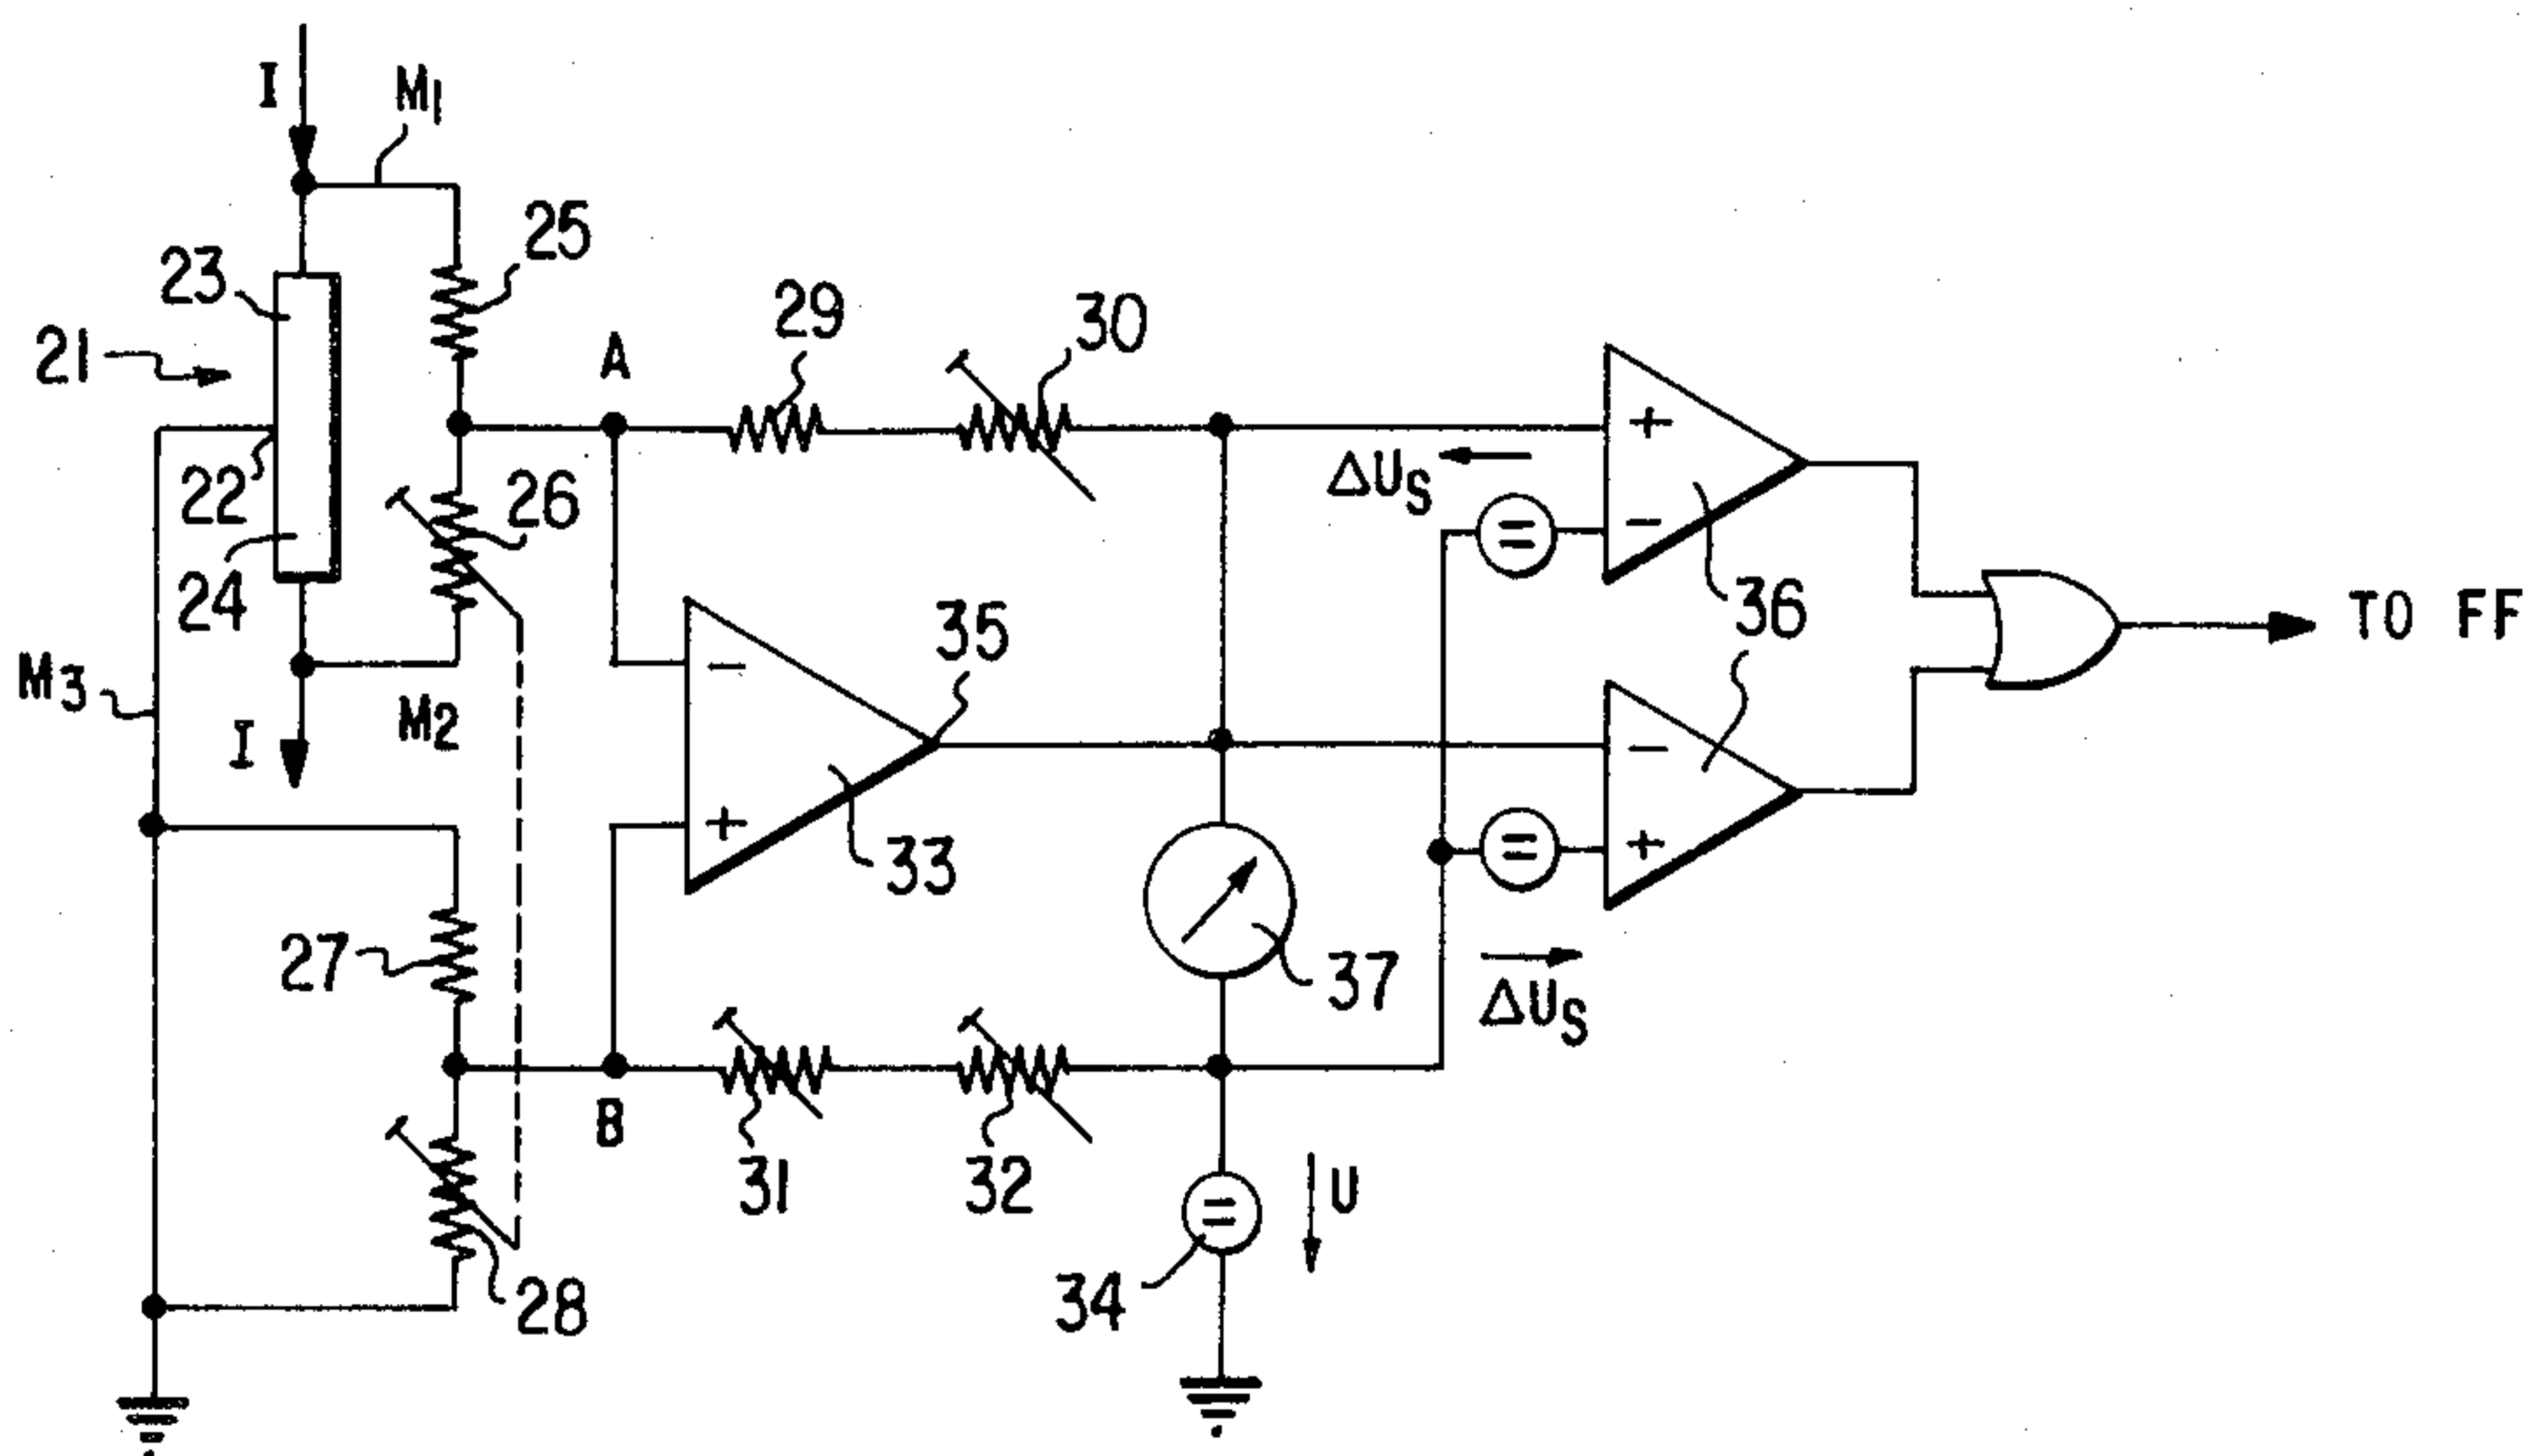 I
M1
25
23
29
30
21
A
+
ΔUS
22
26
−
=
24
36
TO FF
35
−
M3
M2
I
−
+
33
=
+
27
37
ΔUS
B
31
32
U
=
34
28